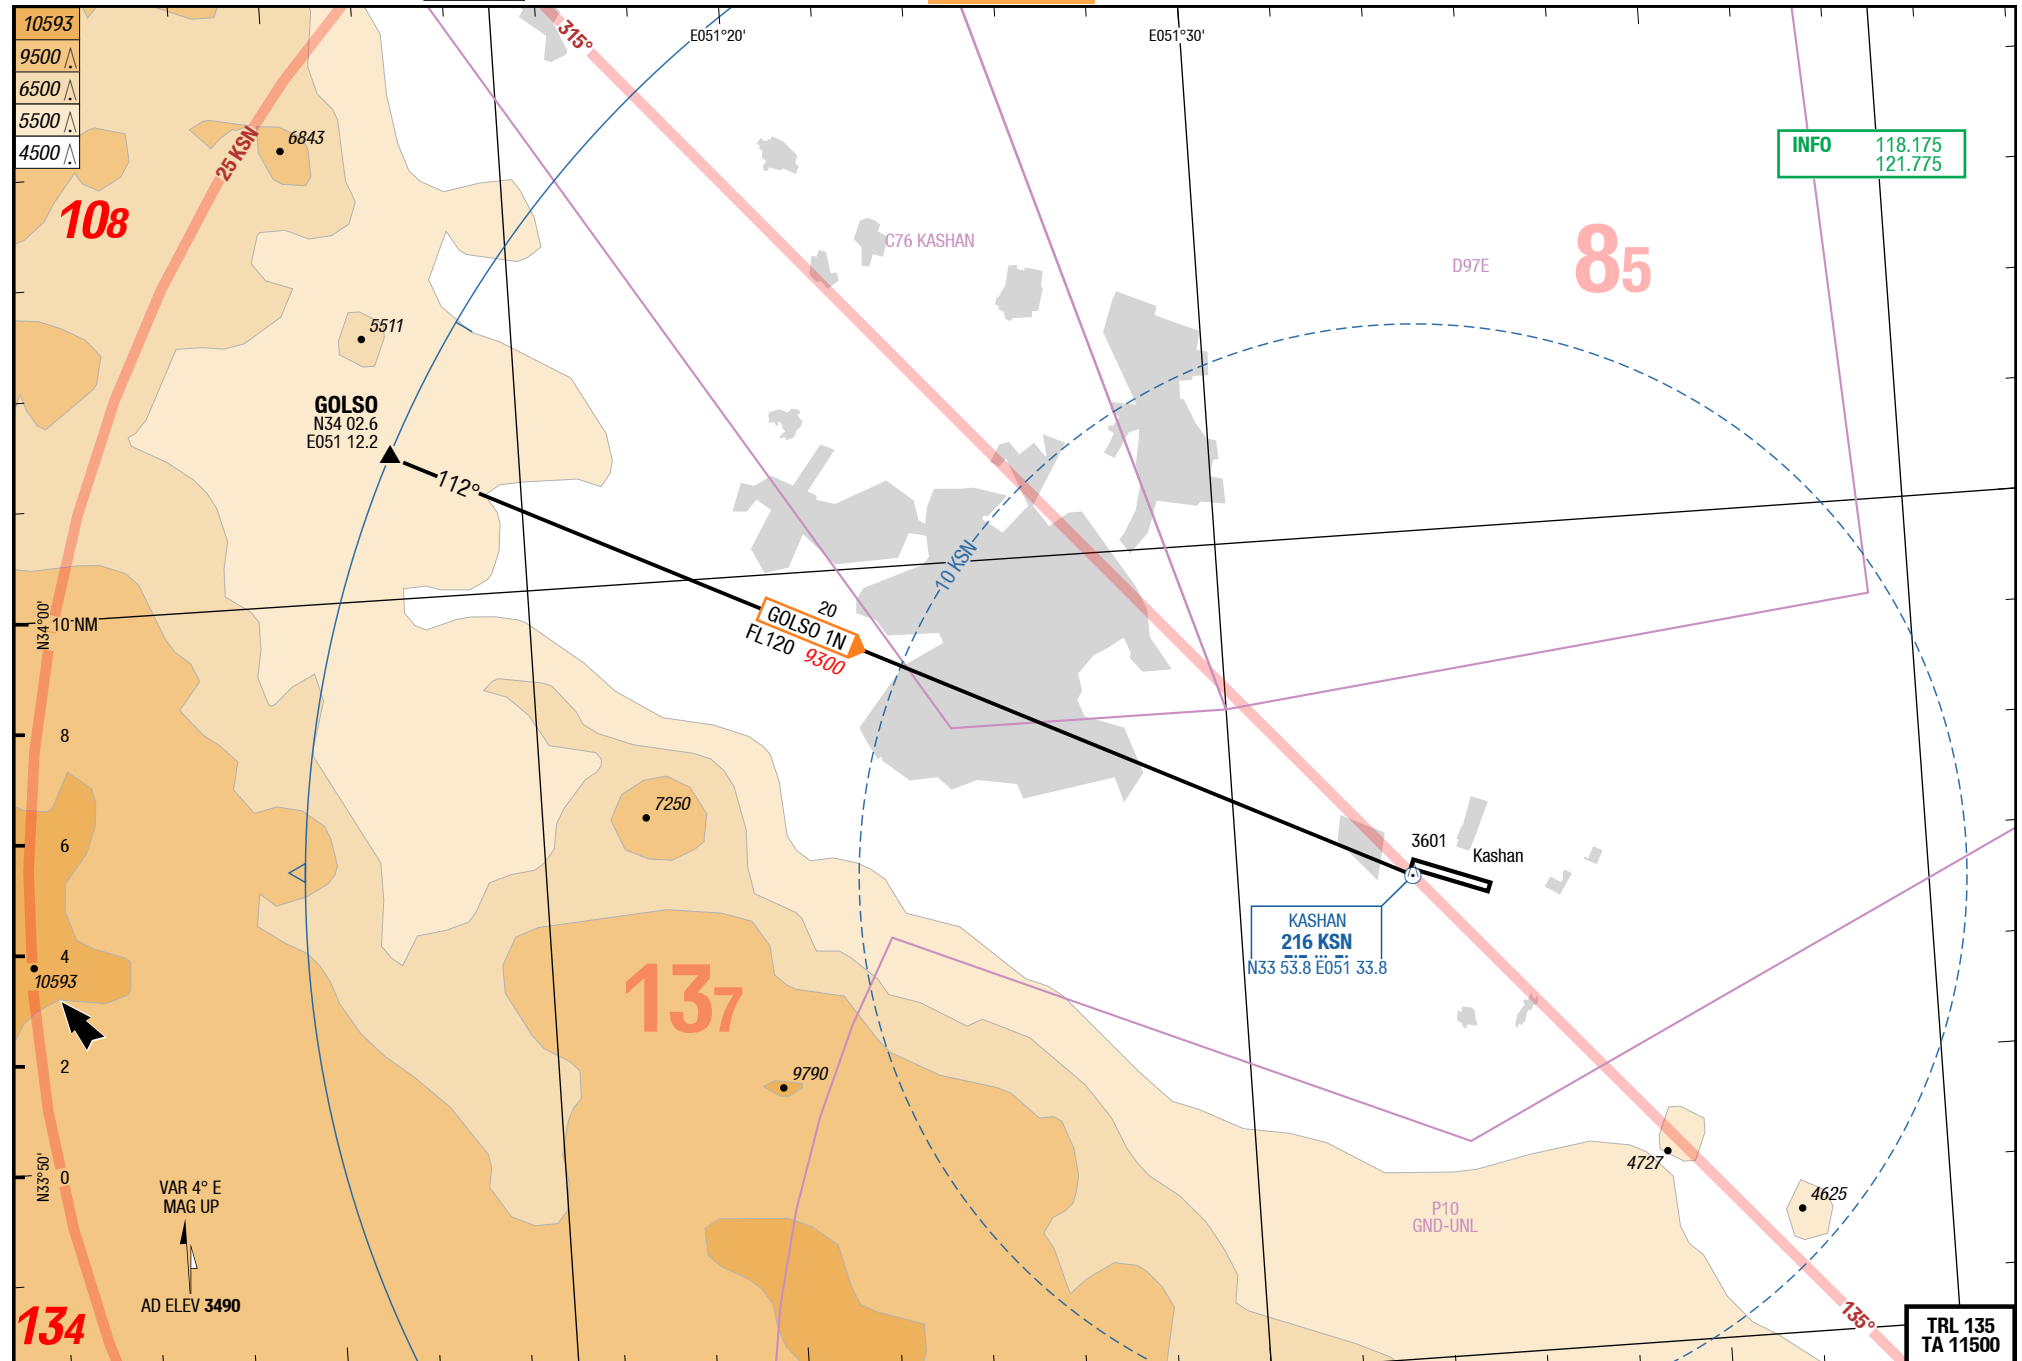 10593
9500
6500
5500
4500
315°
E051°20'
E051°30'
INFO 118.175
121.775
6843
25 KSN
108
C76 KASHAN
D97E
85
5511
GOLSO
N34 02.6
E051 12.2
112°
10 KSN
20
GOLSO 1N
FL120 9300
N34°00'
10 NM
8
6
4
2
0
7250
3601
Kashan
KASHAN
216 KSN
N33 53.8 E051 33.8
10593
137
9790
4727
4625
N33°50'
VAR 4° E
MAG UP
AD ELEV 3490
P10
GND-UNL
134
135°
TRL 135
TA 11500